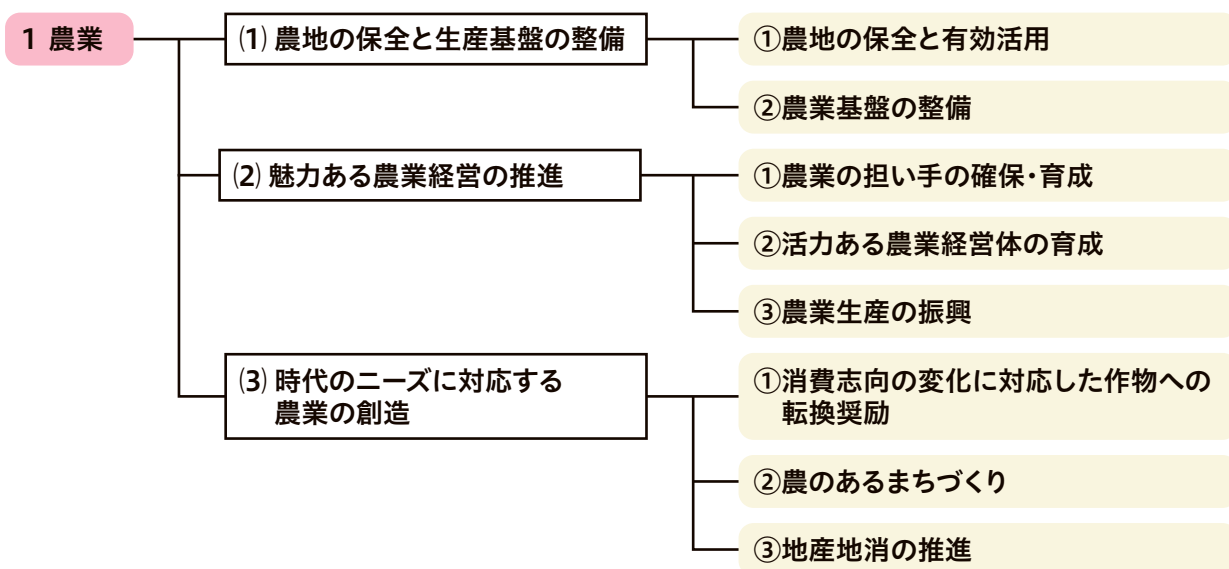 1 農業
⑴ 農地の保全と生産基盤の整備
①農地の保全と有効活用
②農業基盤の整備
⑵ 魅力ある農業経営の推進
①農業の担い手の確保・育成
②活力ある農業経営体の育成
③農業生産の振興
⑶ 時代のニーズに対応する
農業の創造
①消費志向の変化に対応した作物への
転換奨励
②農のあるまちづくり
③地産地消の推進